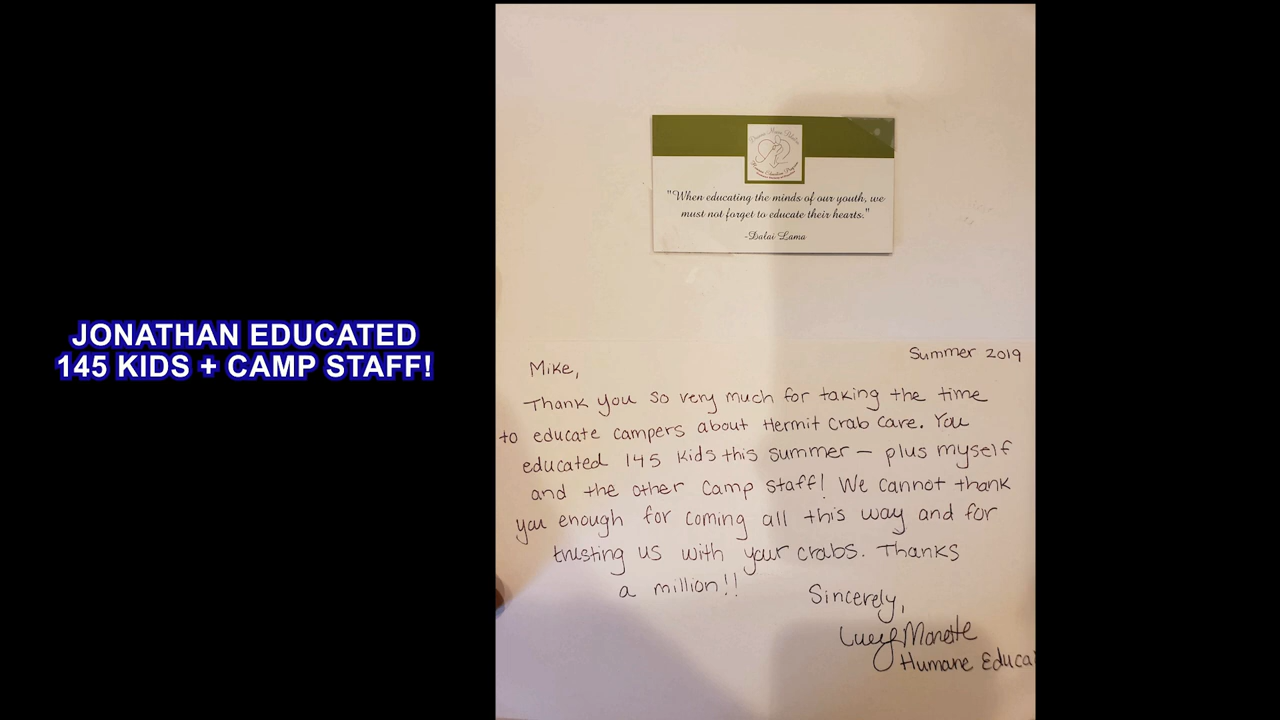 JONATHAN EDUCATED
145 KIDS + CAMP STAFF!
"When educating the minds of our youth, we
must not forget to educate their hearts."
-Dalai Lama
Summer 2019
Mike,
Thank you so very much for taking the time
to educate campers about Hermit Crab Care. You
educated 145 kids this summer – plus myself
and the other camp staff! We cannot thank
you enough for coming all this way and for
trusting us with your crabs. Thanks
a million!!
Sincerely,
Humane Educa